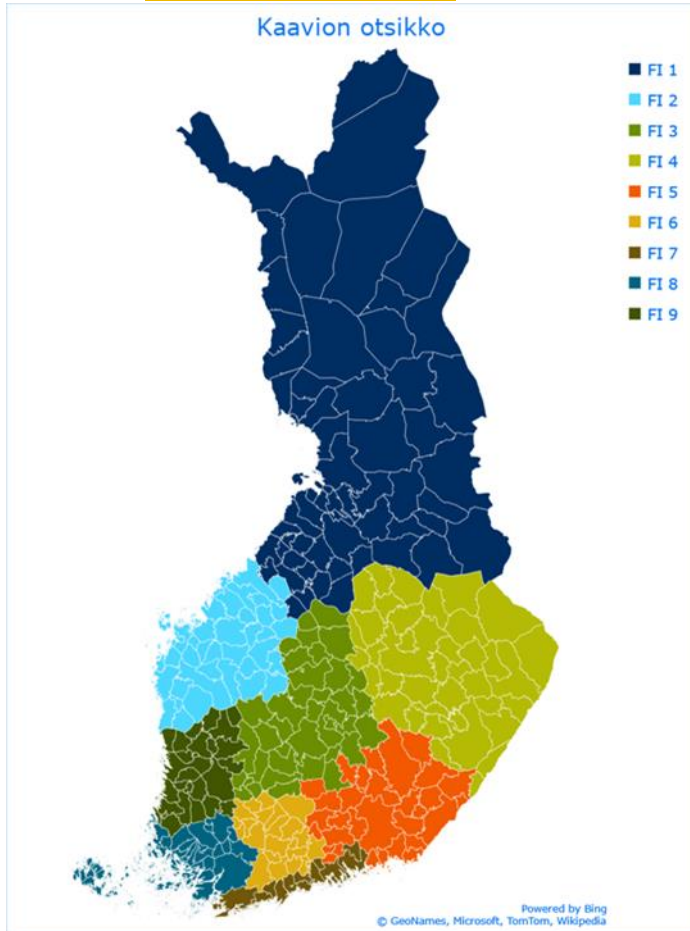 Kaavion otsikko
FI 1
FI 2
FI 3
FI 4
FI 5
FI 6
FI 7
FI 8
FI 9
Powered by Bing
© GeoNames, Microsoft, TomTom, Wikipedia